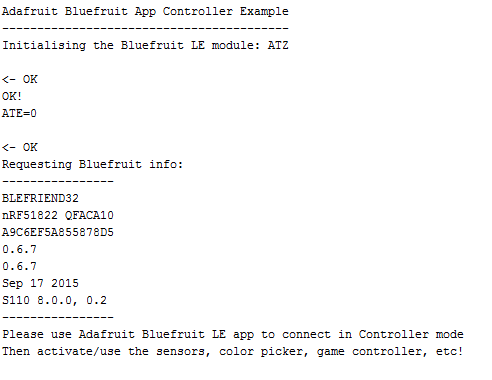 Adafruit Bluefruit App Controller Example
-----------------------------------------
Initialising the Bluefruit LE module: ATZ
<- OK
OK!
ATE=0
<- OK
Requesting Bluefruit info:
----------------
BLEFRIEND32
nRF51822 QFACA10
A9C6EF5A855878D5
0.6.7
0.6.7
Sep 17 2015
S110 8.0.0, 0.2
----------------
Please use Adafruit Bluefruit LE app to connect in Controller mode
Then activate/use the sensors, color picker, game controller, etc!